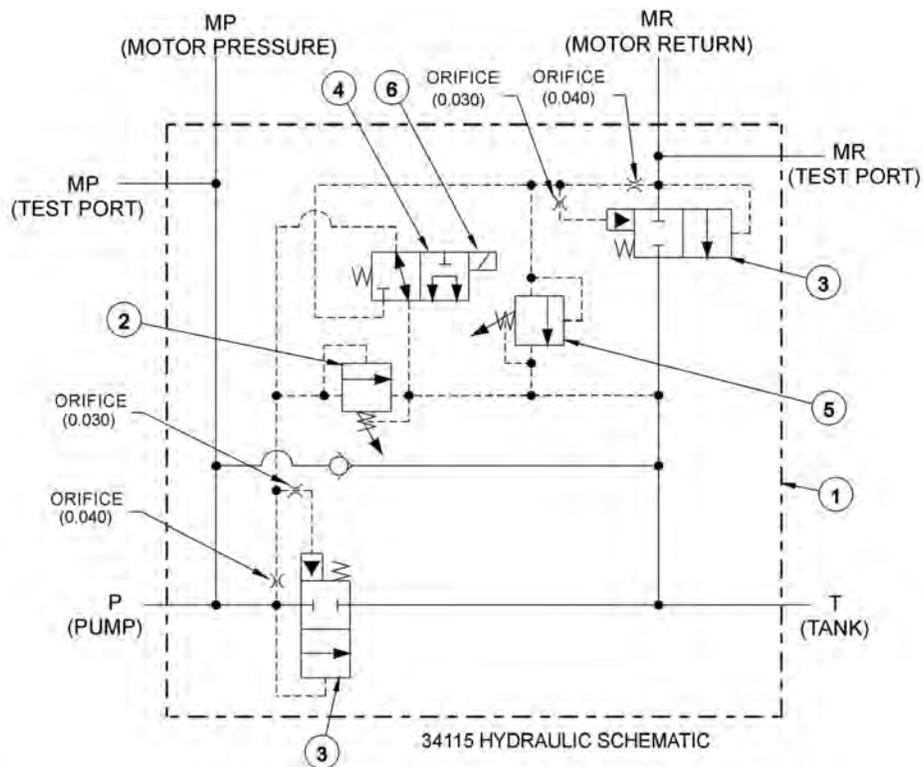 MP
(MOTOR PRESSURE)
MR
(MOTOR RETURN)
4
6
ORIFICE
(0.030)
ORIFICE
(0.040)
MP
(TEST PORT)
MR
(TEST PORT)
3
2
5
ORIFICE
(0.030)
ORIFICE
(0.040)
1
P
(PUMP)
T
(TANK)
3
34115 HYDRAULIC SCHEMATIC